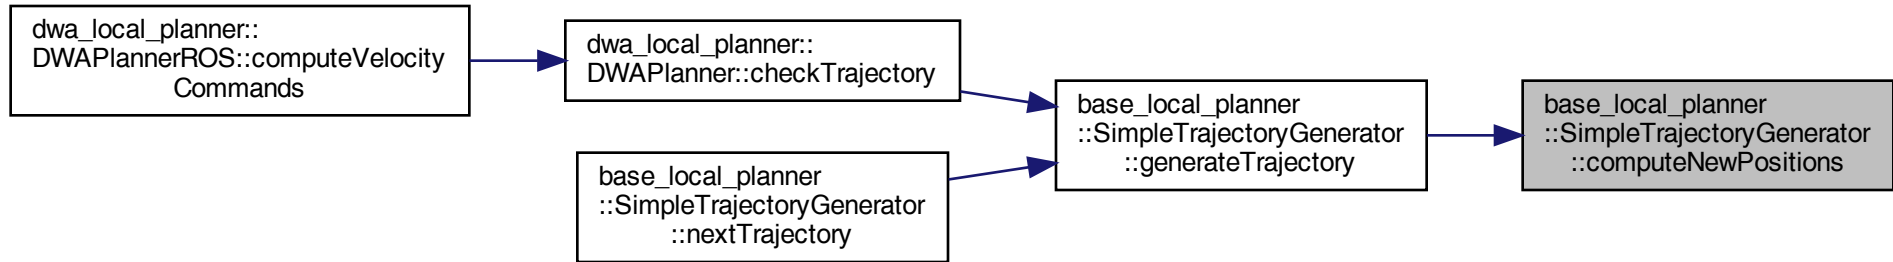 dwa_local_planner::
DWAPlannerROS::computeVelocity
Commands
dwa_local_planner::
DWAPlanner::checkTrajectory
base_local_planner
::SimpleTrajectoryGenerator
::nextTrajectory
base_local_planner
::SimpleTrajectoryGenerator
::generateTrajectory
base_local_planner
::SimpleTrajectoryGenerator
::computeNewPositions